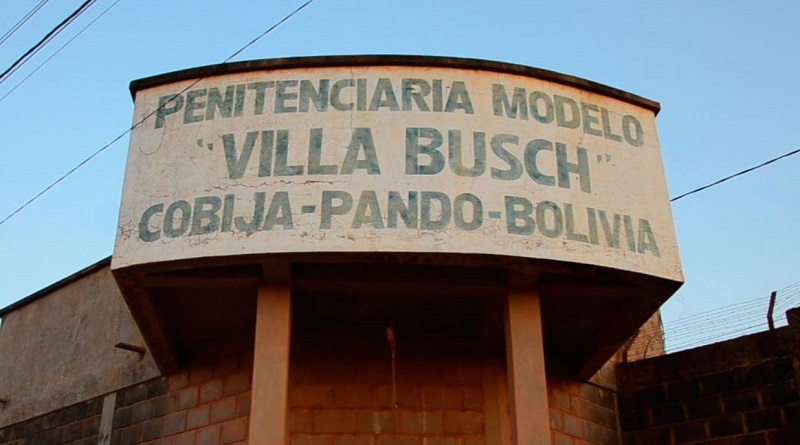 PENITENCIARIA MODELO
"VILLA BUSCH"
COBIJA-PANDO-BOLIVIA